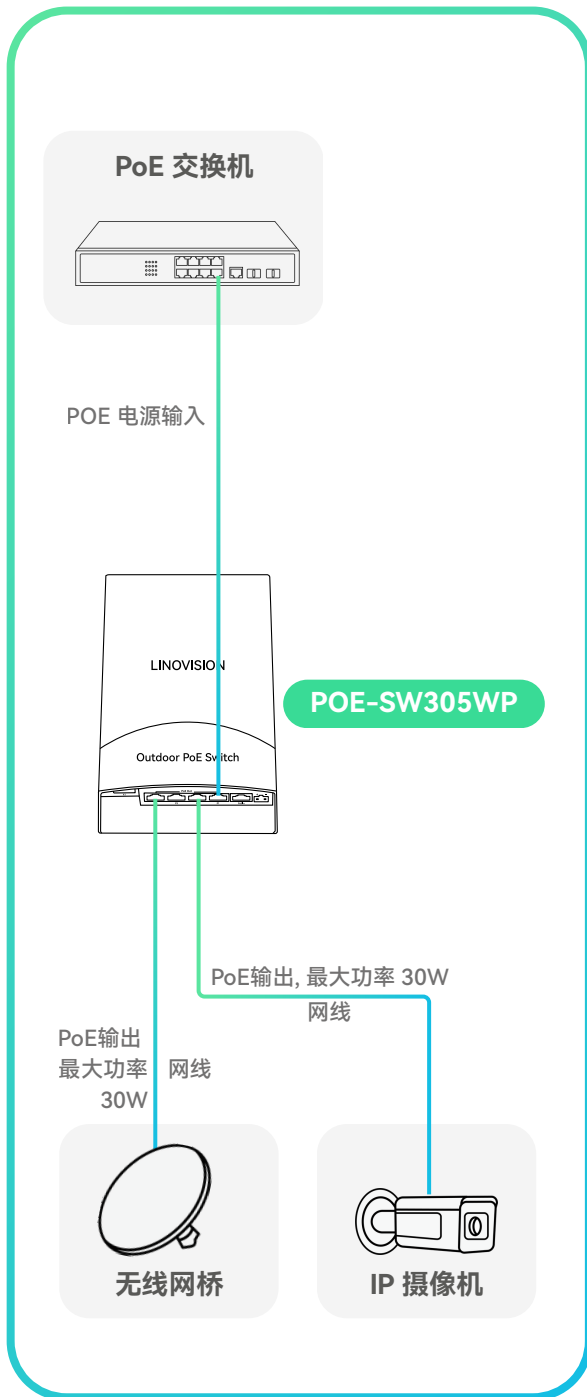 PoE 交换机
POE 电源输入
LINOVISION
POE-SW305WP
Outdoor PoE Switch
PoE输出, 最大功率 30W
网线
PoE输出
最大功率
30W
网线
无线网桥
IP 摄像机